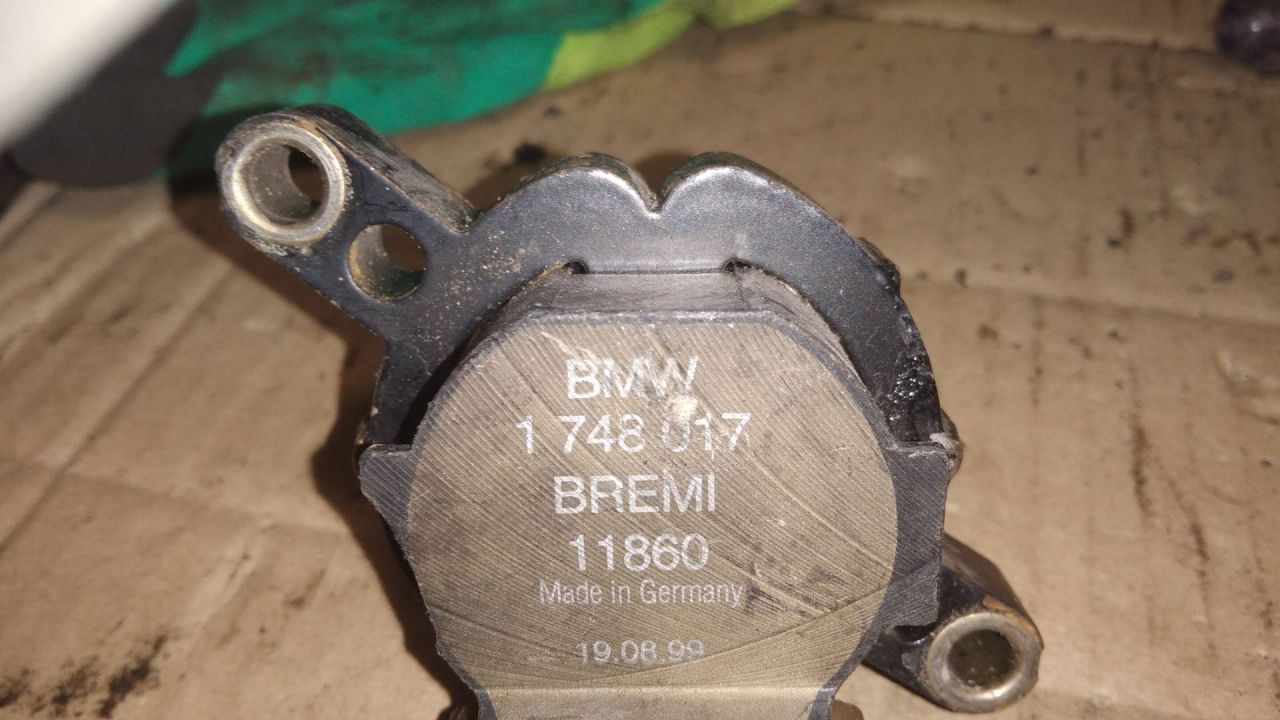 BMW
1 748 017
BREMI
11860
Made in Germany
19.08.99